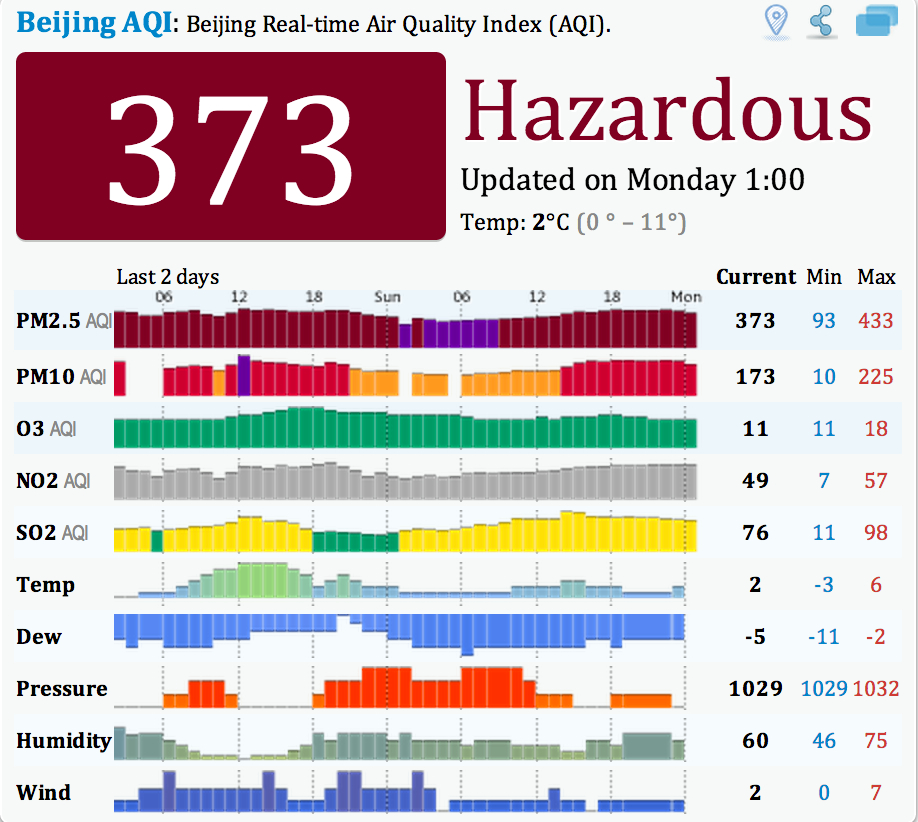 Beijing AQI: Beijing Real-time Air Quality Index (AQI).
373
Hazardous
Updated on Monday 1:00
Temp: 2°C (0 ° – 11°)
Last 2 days Current Min Max
06 12 18 Sun 06 12 18 Mon
PM2.5 AQI 373 93 433
PM10 AQI 173 10 225
O3 AQI 11 11 18
NO2 AQI 49 7 57
SO2 AQI 76 11 98
Temp 2 -3 6
Dew -5 -11 -2
Pressure 1029 1029 1032
Humidity 60 46 75
Wind 2 0 7